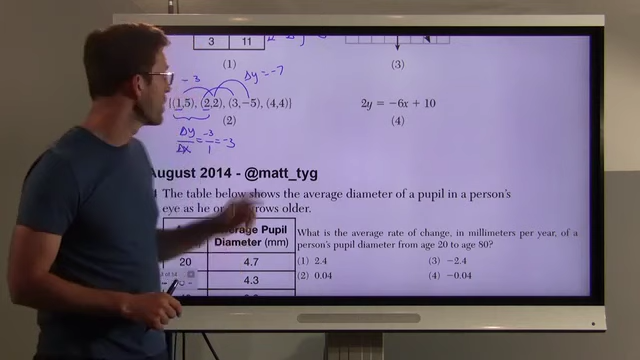 3 11
(1)
(3)
-3
Δy = -7
{(1,5), (2,2), (3,−5), (4,4)}
(2)
2y = −6x + 10
(4)
Δy/Δx = -3/1 = -3
August 2014 - @matt_tyg
The table below shows the average diameter of a pupil in a person's
eye as he or grows older.
Average Pupil
Diameter (mm)
20 4.7
4.3
What is the average rate of change, in millimeters per year, of
a person's pupil diameter from age 20 to age 80?
(1) 2.4
(2) 0.04
(3) −2.4
(4) −0.04